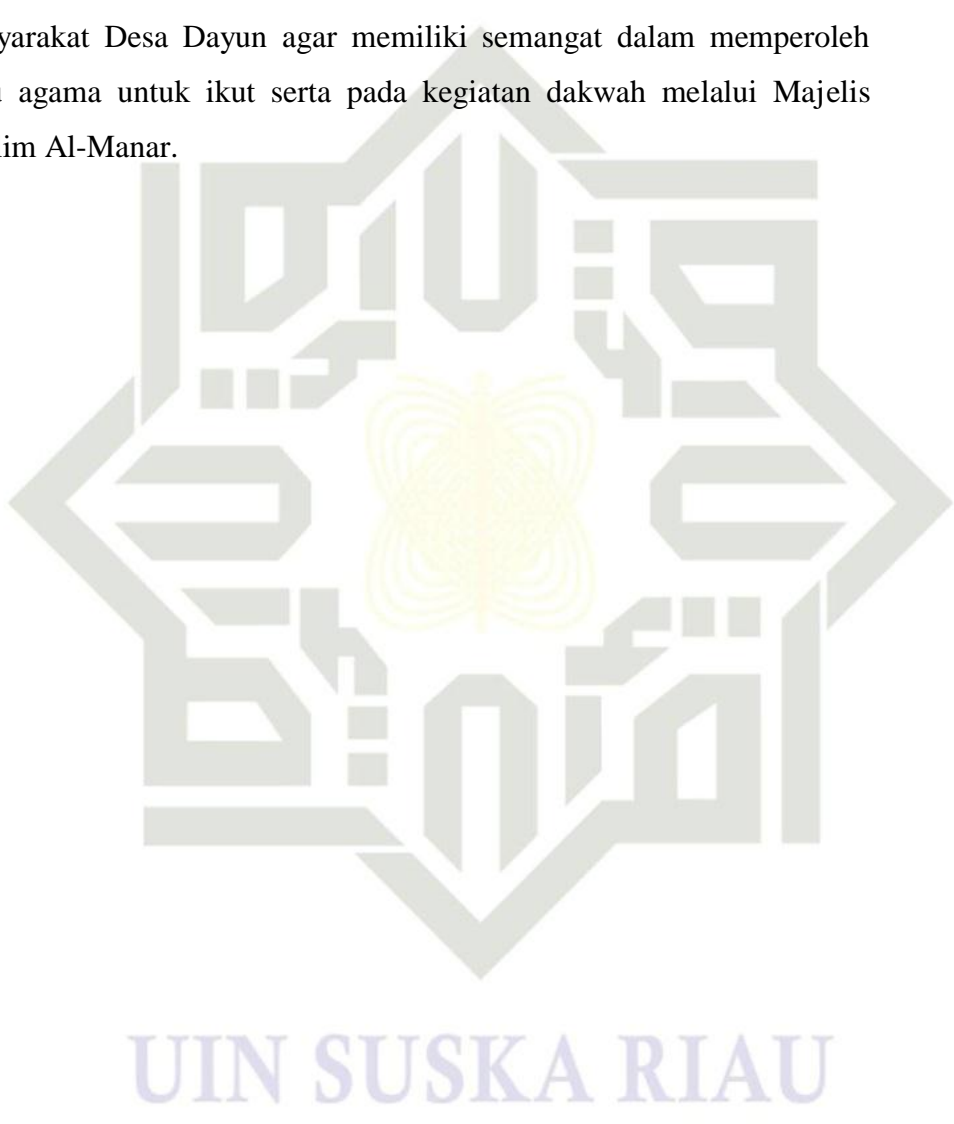 yarakat Desa Dayun agar memiliki semangat dalam memperoleh
agama untuk ikut serta pada kegiatan dakwah melalui Majelis
lim Al-Manar.
UIN SUSKA RIAU